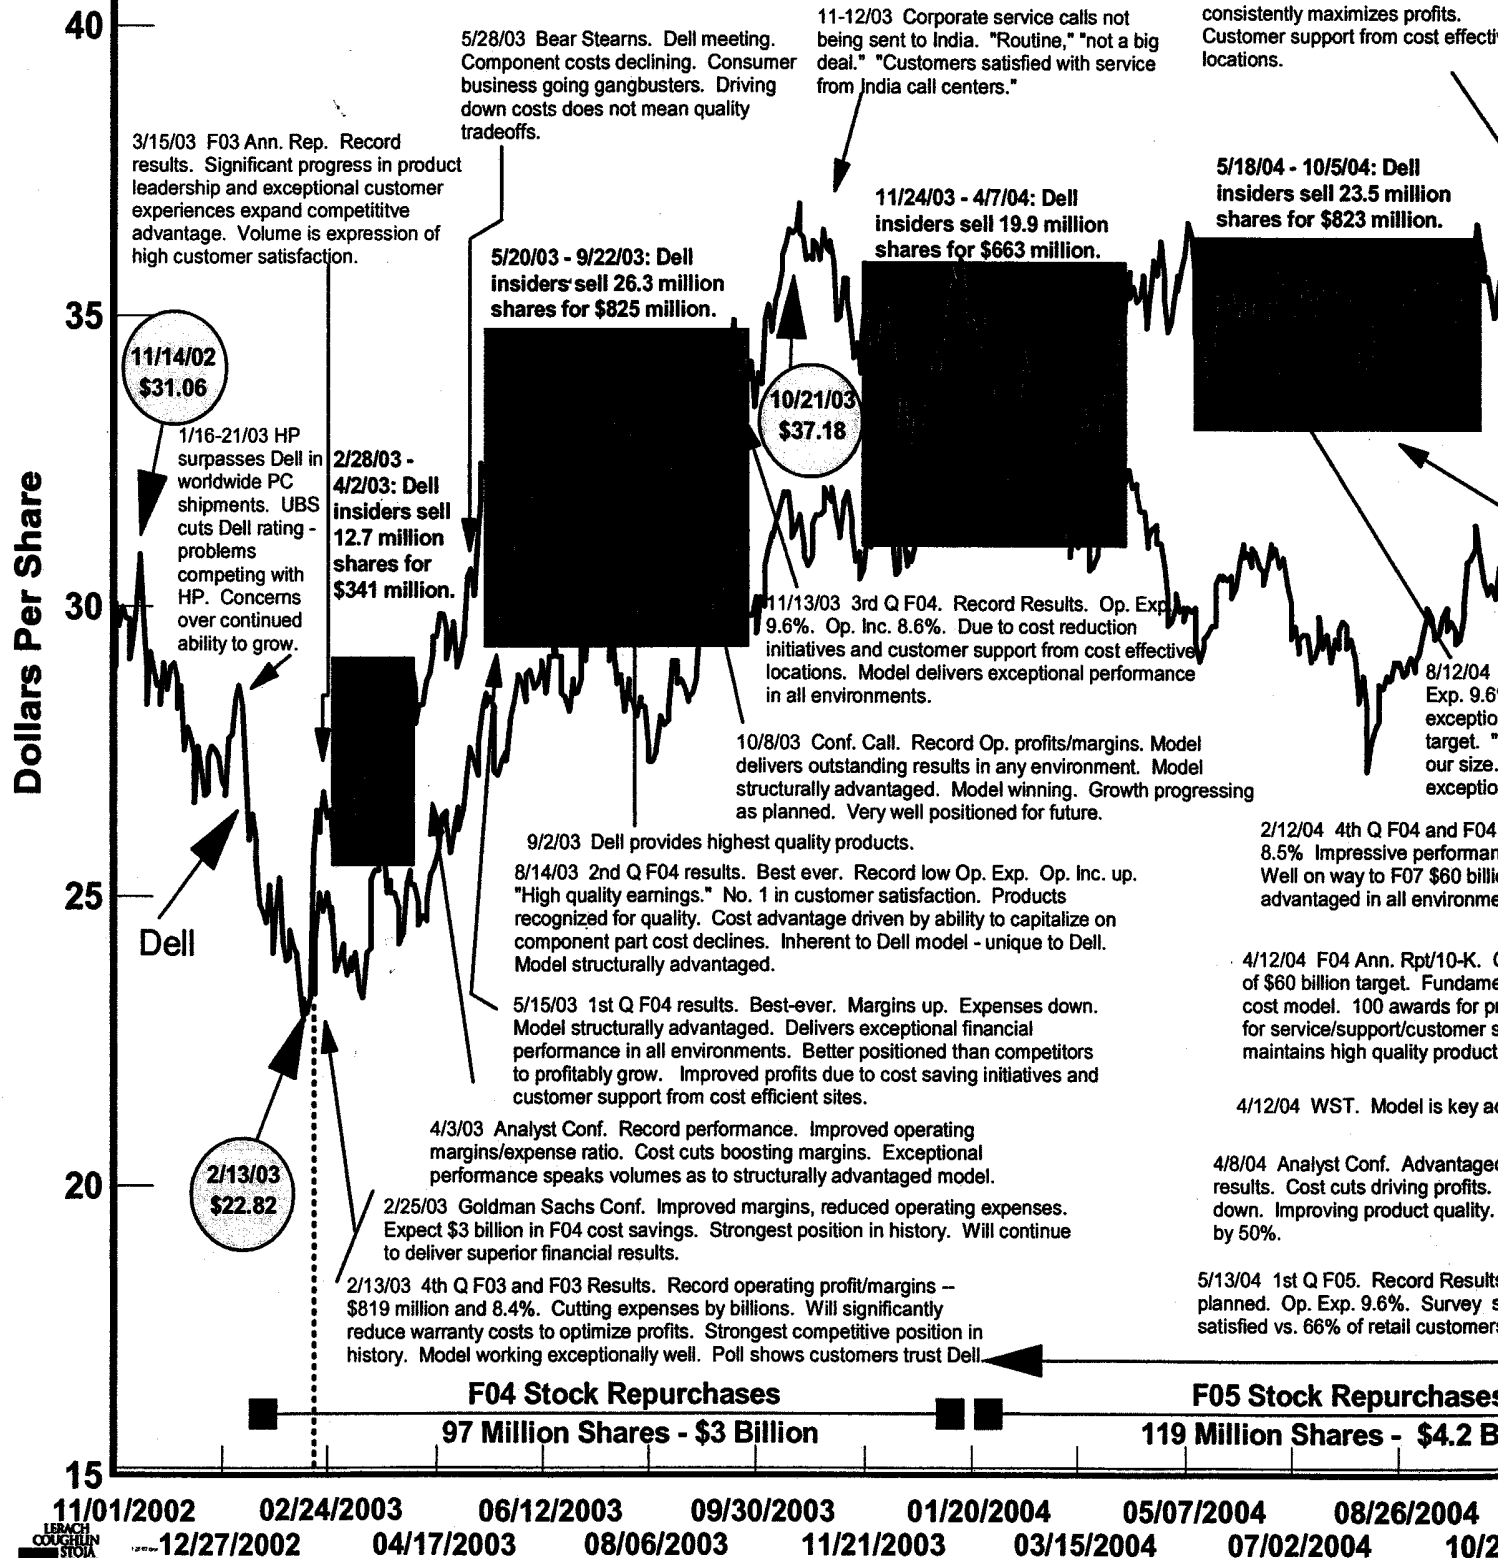 40
35
30
25
20
15
Dollars Per Share
3/15/03 F03 Ann. Rep. Record
results. Significant progress in product
leadership and exceptional customer
experiences expand competititve
advantage. Volume is expression of
high customer satisfaction.
5/28/03 Bear Stearns. Dell meeting.
Component costs declining. Consumer
business going gangbusters. Driving
down costs does not mean quality
tradeoffs.
11-12/03 Corporate service calls not
being sent to India. "Routine," "not a big
deal." "Customers satisfied with service
from India call centers."
consistently maximizes profits.
Customer support from cost effecti
locations.
5/20/03 - 9/22/03: Dell
insiders sell 26.3 million
shares for $825 million.
11/24/03 - 4/7/04: Dell
insiders sell 19.9 million
shares for $663 million.
5/18/04 - 10/5/04: Dell
insiders sell 23.5 million
shares for $823 million.
11/14/02
$31.06
10/21/03
$37.18
1/16-21/03 HP
surpasses Dell in
worldwide PC
shipments. UBS
cuts Dell rating -
problems
competing with
HP. Concerns
over continued
ability to grow.
2/28/03 -
4/2/03: Dell
insiders sell
12.7 million
shares for
$341 million.
11/13/03 3rd Q F04. Record Results. Op. Exp
9.6%. Op. Inc. 8.6%. Due to cost reduction
initiatives and customer support from cost effective
locations. Model delivers exceptional performance
in all environments.
8/12/04
Exp. 9.6
exceptio
target. "
our size.
exceptio
10/8/03 Conf. Call. Record Op. profits/margins. Model
delivers outstanding results in any environment. Model
structurally advantaged. Model winning. Growth progressing
as planned. Very well positioned for future.
9/2/03 Dell provides highest quality products.
8/14/03 2nd Q F04 results. Best ever. Record low Op. Exp. Op. Inc. up.
"High quality earnings." No. 1 in customer satisfaction. Products
recognized for quality. Cost advantage driven by ability to capitalize on
component part cost declines. Inherent to Dell model - unique to Dell.
Model structurally advantaged.
2/12/04 4th Q F04 and F04
8.5% Impressive performan
Well on way to F07 $60 billi
advantaged in all environme
Dell
5/15/03 1st Q F04 results. Best-ever. Margins up. Expenses down.
Model structurally advantaged. Delivers exceptional financial
performance in all environments. Better positioned than competitors
to profitably grow. Improved profits due to cost saving initiatives and
customer support from cost efficient sites.
4/12/04 F04 Ann. Rpt/10-K.
of $60 billion target. Fundame
cost model. 100 awards for p
for service/support/customer s
maintains high quality product
4/12/04 WST. Model is key a
4/3/03 Analyst Conf. Record performance. Improved operating
margins/expense ratio. Cost cuts boosting margins. Exceptional
performance speaks volumes as to structurally advantaged model.
4/8/04 Analyst Conf. Advantage
results. Cost cuts driving profits.
down. Improving product quality.
by 50%.
2/13/03
$22.82
2/25/03 Goldman Sachs Conf. Improved margins, reduced operating expenses.
Expect $3 billion in F04 cost savings. Strongest position in history. Will continue
to deliver superior financial results.
2/13/03 4th Q F03 and F03 Results. Record operating profit/margins --
$819 million and 8.4%. Cutting expenses by billions. Will significantly
reduce warranty costs to optimize profits. Strongest competitive position in
history. Model working exceptionally well. Poll shows customers trust Dell.
5/13/04 1st Q F05. Record Results
planned. Op. Exp. 9.6%. Survey s
satisfied vs. 66% of retail customers
F04 Stock Repurchases
97 Million Shares - $3 Billion
F05 Stock Repurchases
119 Million Shares - $4.2 B
11/01/2002 02/24/2003 06/12/2003 09/30/2003 01/20/2004 05/07/2004 08/26/2004
12/27/2002 04/17/2003 08/06/2003 11/21/2003 03/15/2004 07/02/2004 10/2
LERACH
COUGHLIN
STOIA